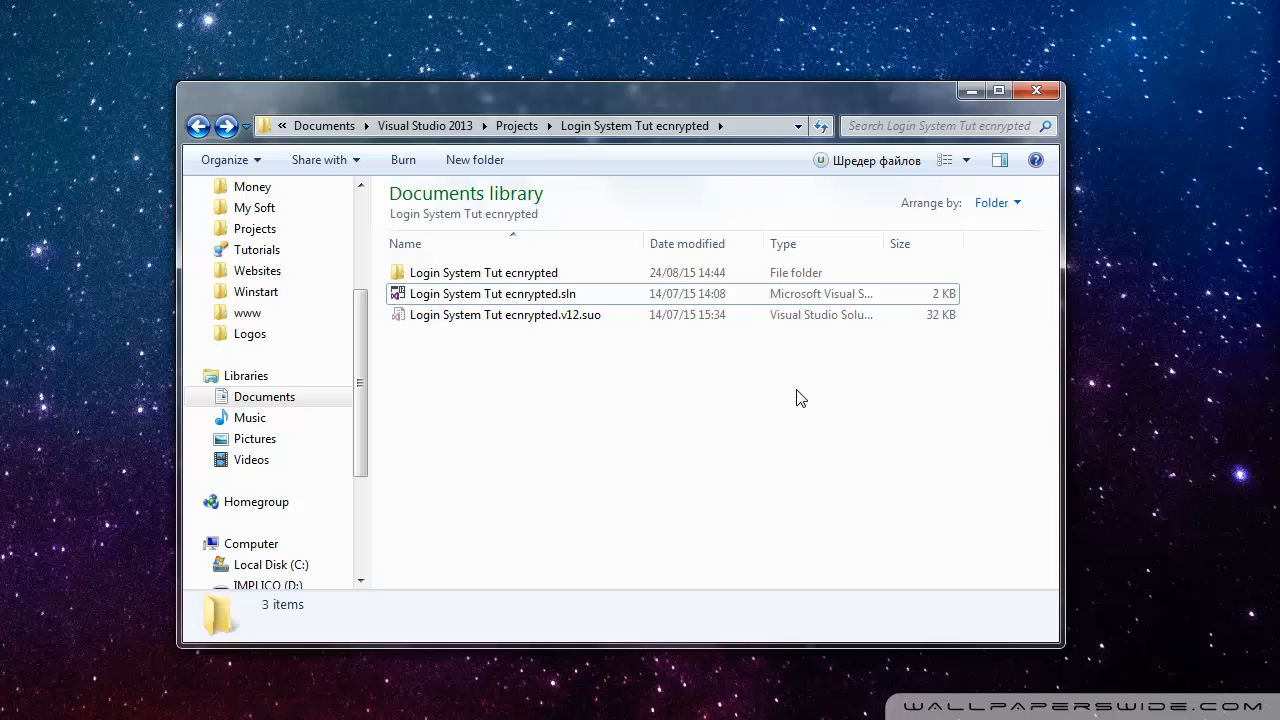 « Documents Visual Studio 2013 Projects Login System Tut ecnrypted
Search Login System Tut ecnrypted
Organize Share with Burn New folder Шредер файлов
Money
My Soft
Projects
Tutorials
Websites
Winstart
www
Logos
Libraries
Documents
Music
Pictures
Videos
Homegroup
Computer
Local Disk (C:)
IMPLICO (D:)
Documents library
Login System Tut ecnrypted
Arrange by: Folder
Name Date modified Type Size
Login System Tut ecnrypted 24/08/15 14:44 File folder
Login System Tut ecnrypted.sln 14/07/15 14:08 Microsoft Visual S... 2 KB
Login System Tut ecnrypted.v12.suo 14/07/15 15:34 Visual Studio Solu... 32 KB
3 items
WALLPAPERSWIDE.COM